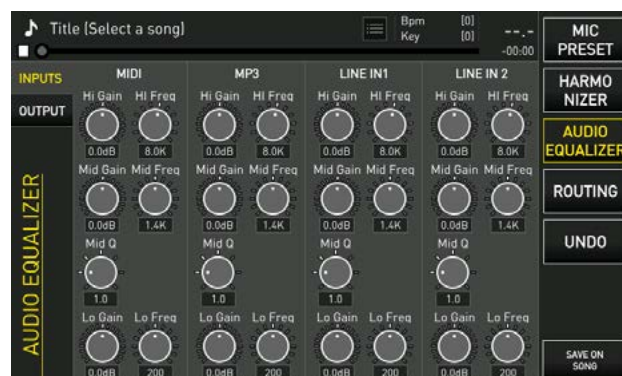 Title (Select a song)
Bpm [0]
Key [0]
--.-
-00:00
INPUTS
OUTPUT
AUDIO EQUALIZER
MIDI MP3 LINE IN1 LINE IN 2
Hi Gain HI Freq Hi Gain HI Freq Hi Gain HI Freq Hi Gain HI Freq
0.0dB 8.0K 0.0dB 8.0K 0.0dB 8.0K 0.0dB 8.0K
Mid Gain Mid Freq Mid Gain Mid Freq Mid Gain Mid Freq Mid Gain Mid Freq
0.0dB 1.4K 0.0dB 1.4K 0.0dB 1.4K 0.0dB 1.4K
Mid Q Mid Q Mid Q Mid Q
1.0 1.0 1.0 1.0
Lo Gain Lo Freq Lo Gain Lo Freq Lo Gain Lo Freq Lo Gain Lo Freq
0.0dB 200 0.0dB 200 0.0dB 200 0.0dB 200
MIC
PRESET
HARMO
NIZER
AUDIO
EQUALIZER
ROUTING
UNDO
SAVE ON
SONG